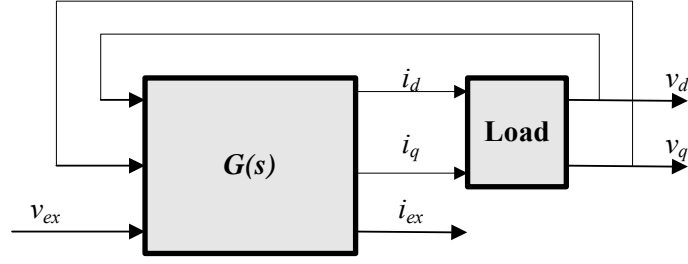 i_d
v_d
Load
i_q
v_q
G(s)
v_ex
i_ex